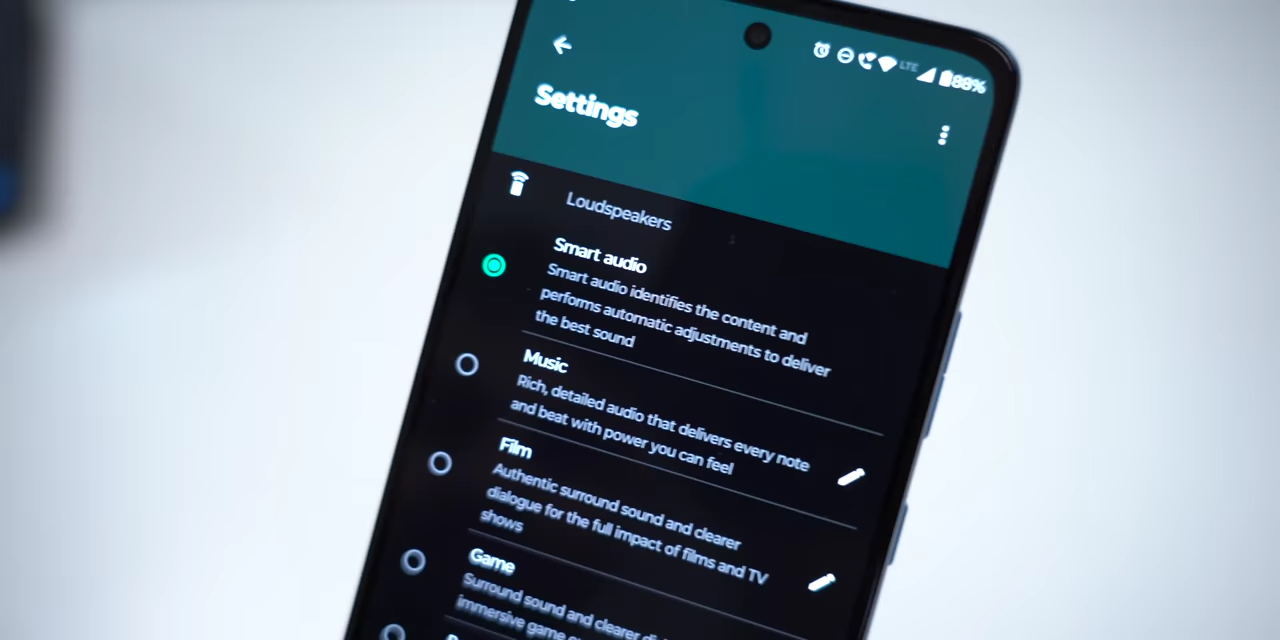 LTE 88%
Settings
Loudspeakers
Smart audio
Smart audio identifies the content and
performs automatic adjustments to deliver
the best sound
Music
Rich, detailed audio that delivers every note
and beat with power you can feel
Film
Authentic surround sound and clearer
dialogue for the full impact of films and TV
shows
Game
Surround sound and clearer
immersive game